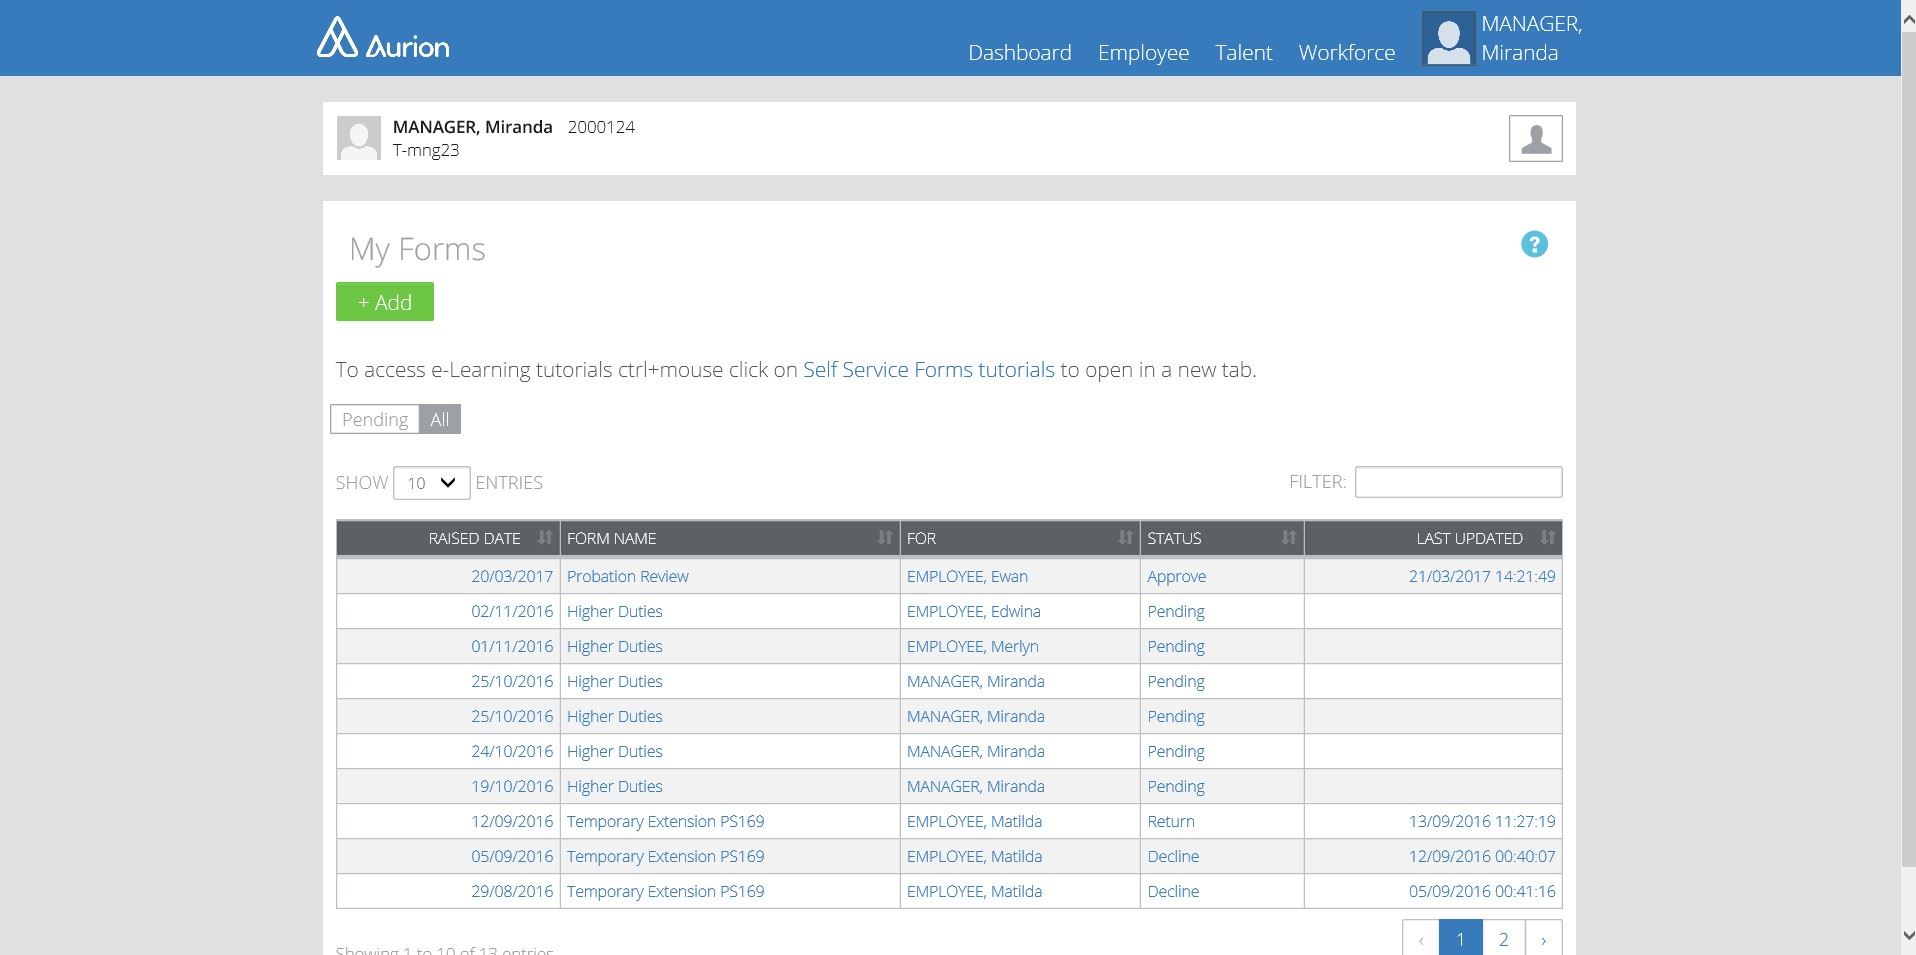 Aurion
Dashboard Employee Talent Workforce MANAGER,
Miranda
MANAGER, Miranda 2000124
T-mng23
My Forms
?
+ Add
To access e-Learning tutorials ctrl+mouse click on Self Service Forms tutorials to open in a new tab.
Pending All
SHOW 10 ENTRIES FILTER:
RAISED DATE FORM NAME FOR STATUS LAST UPDATED
20/03/2017 Probation Review EMPLOYEE, Ewan Approve 21/03/2017 14:21:49
02/11/2016 Higher Duties EMPLOYEE, Edwina Pending
01/11/2016 Higher Duties EMPLOYEE, Merlyn Pending
25/10/2016 Higher Duties MANAGER, Miranda Pending
25/10/2016 Higher Duties MANAGER, Miranda Pending
24/10/2016 Higher Duties MANAGER, Miranda Pending
19/10/2016 Higher Duties MANAGER, Miranda Pending
12/09/2016 Temporary Extension PS169 EMPLOYEE, Matilda Return 13/09/2016 11:27:19
05/09/2016 Temporary Extension PS169 EMPLOYEE, Matilda Decline 12/09/2016 00:40:07
29/08/2016 Temporary Extension PS169 EMPLOYEE, Matilda Decline 05/09/2016 00:41:16
‹ 1 2 ›
Showing 1 to 10 of 13 entries